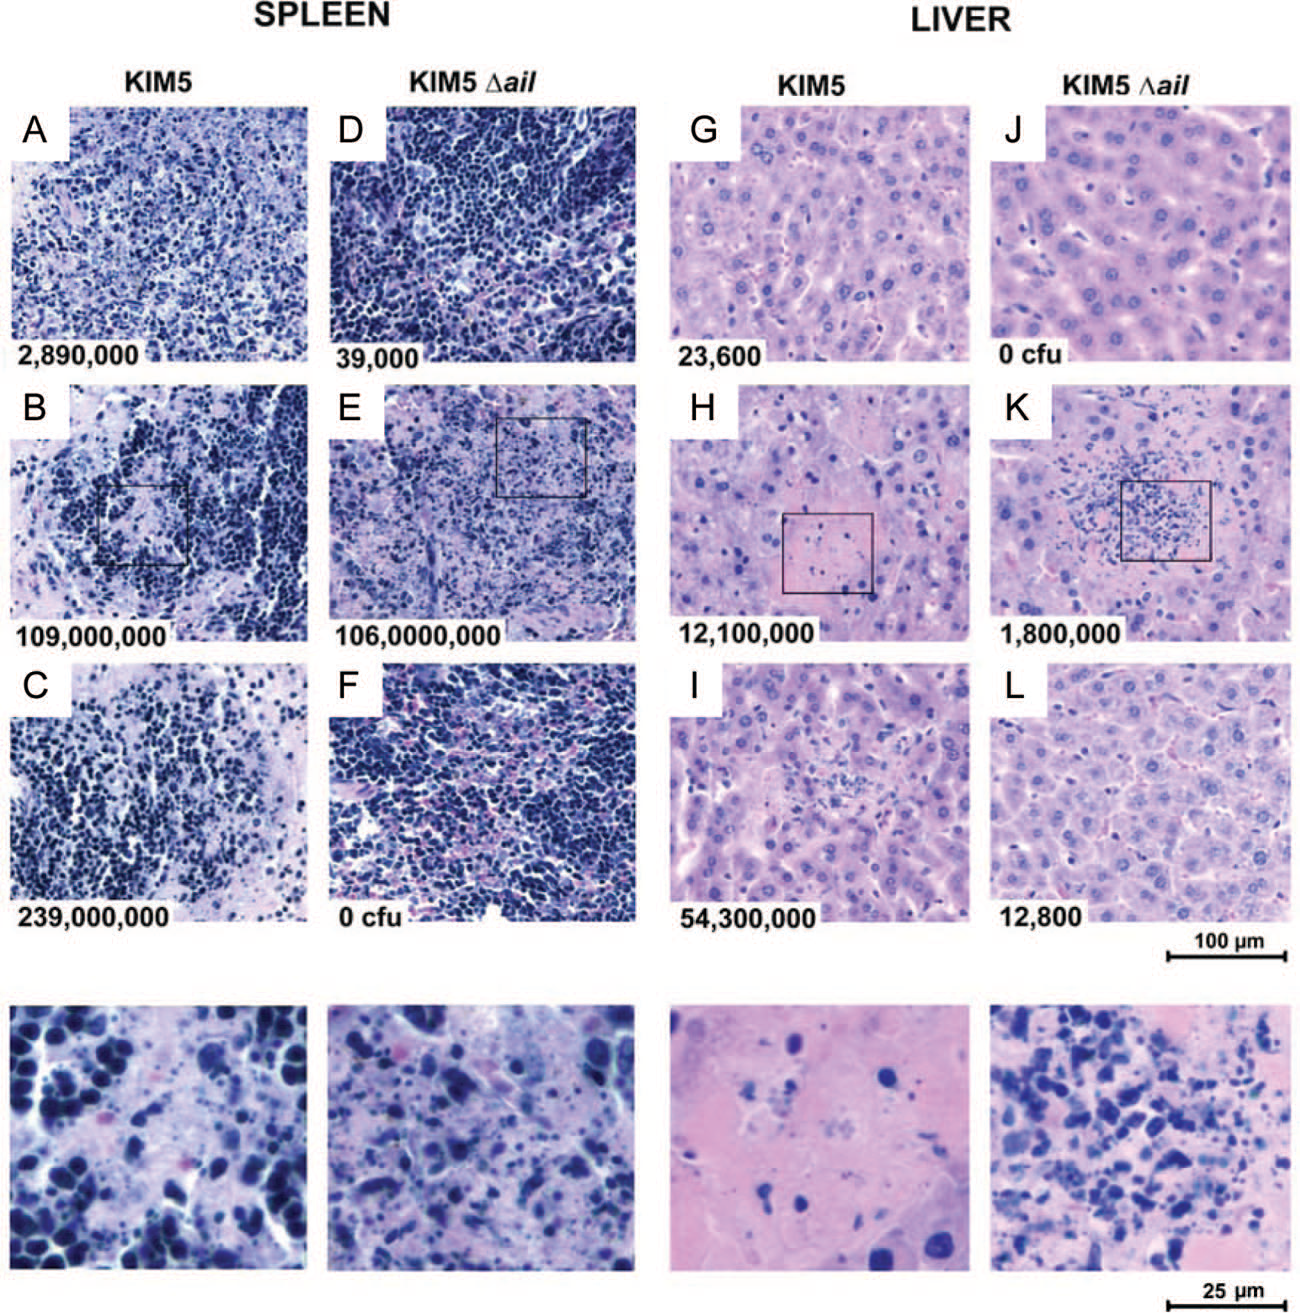 SPLEEN
LIVER
KIM5
KIM5 Δail
KIM5
KIM5 Λail
A
D
G
J
2,890,000
39,000
23,600
0 cfu
B
E
H
K
109,000,000
106,0000,000
12,100,000
1,800,000
C
F
I
L
239,000,000
0 cfu
54,300,000
12,800
100 µm
25 µm